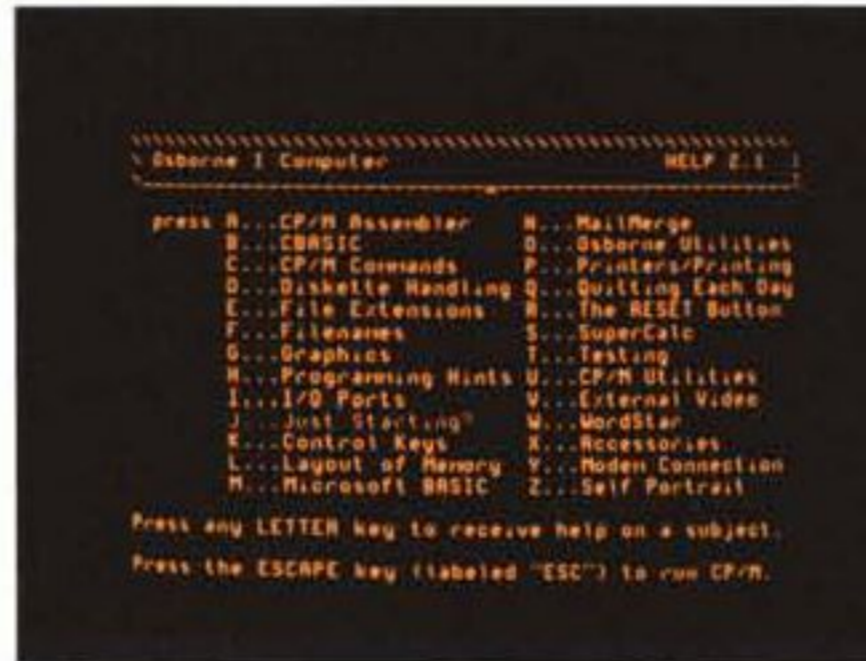 Osborne I Computer HELP 2.1
press A...CP/M Assembler N...MailMerge
B...CBASIC O...Osborne Utilities
C...CP/M Commands P...Printers/Printing
D...Diskette Handling Q...Quitting Each Day
E...File Extensions R...The RESET Button
F...Filenames S...SuperCalc
G...Graphics T...Testing
H...Programming Hints U...CP/M Utilities
I...I/O Ports V...External Video
J...Just Starting? W...WordStar
K...Control Keys X...Accessories
L...Layout of Memory Y...Modem Connection
M...Microsoft BASIC Z...Self Portrait
Press any LETTER key to receive help on a subject.
Press the ESCAPE key (labeled "ESC") to run CP/M.